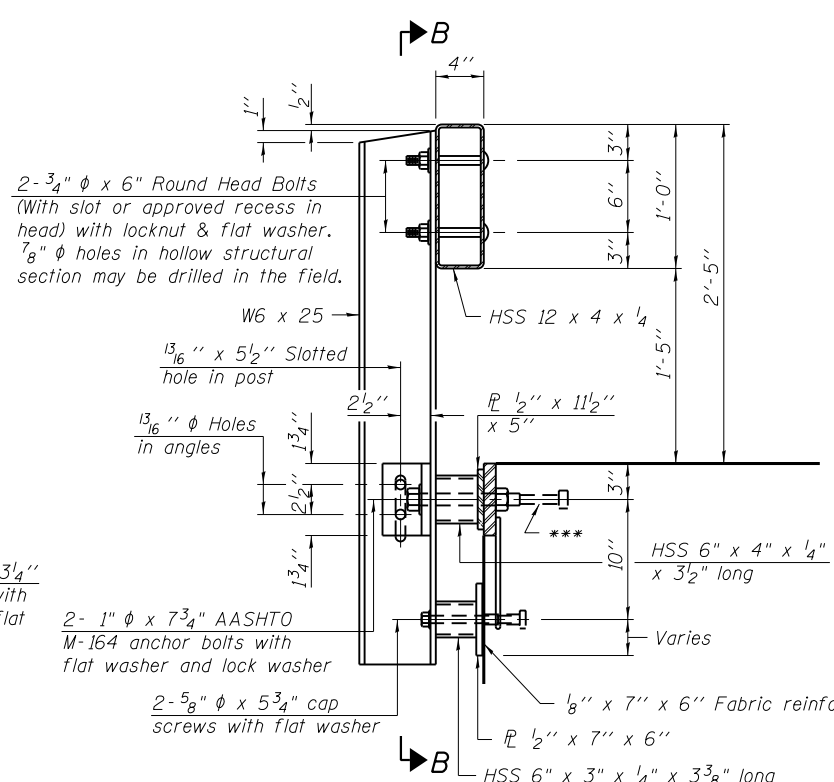 B
4"
1"
1/2"
3"
6"
3"
1'-0"
2'-5"
1'-5"
2-3/4" φ x 6" Round Head Bolts
(With slot or approved recess in
head) with locknut & flat washer.
7/8" φ holes in hollow structural
section may be drilled in the field.
W6 x 25
HSS 12 x 4 x 1/4
13/16" x 5 1/2" Slotted
hole in post
2 1/2"
℄ 1/2" x 11 1/2"
x 5"
13/16" φ Holes
in angles
1 3/4"
2 1/2"
1 3/4"
3"
10"
***
HSS 6" x 4" x 1/4"
x 3 1/2" long
3 1/4"
with
flat
2- 1" φ x 7 3/4" AASHTO
M-164 anchor bolts with
flat washer and lock washer
Varies
2-5/8" φ x 5 3/4" cap
screws with flat washer
1/8" x 7" x 6" Fabric reinfo
℄ 1/2" x 7" x 6"
B
HSS 6" x 3" x 1/4" x 3 3/8" long